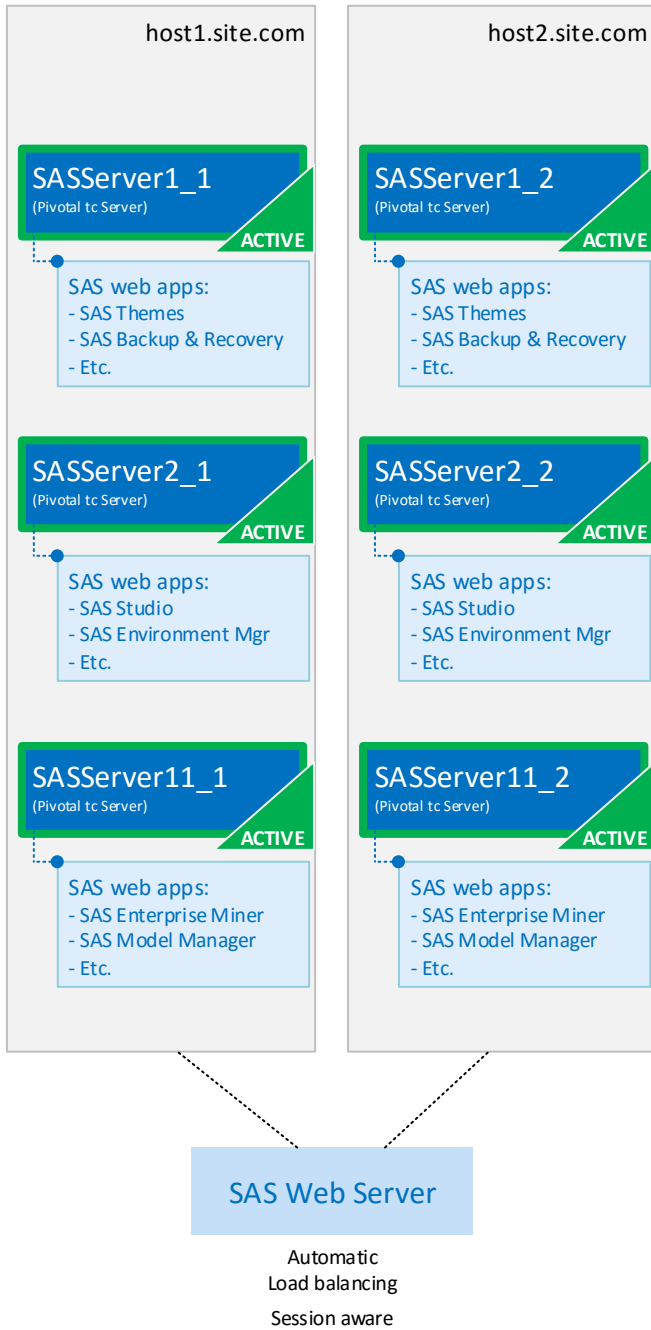 host1.site.com
SASServer1_1
(Pivotal tc Server)
ACTIVE
SAS web apps:
- SAS Themes
- SAS Backup & Recovery
- Etc.
SASServer2_1
(Pivotal tc Server)
ACTIVE
SAS web apps:
- SAS Studio
- SAS Environment Mgr
- Etc.
SASServer11_1
(Pivotal tc Server)
ACTIVE
SAS web apps:
- SAS Enterprise Miner
- SAS Model Manager
- Etc.
host2.site.com
SASServer1_2
(Pivotal tc Server)
ACTIVE
SAS web apps:
- SAS Themes
- SAS Backup & Recovery
- Etc.
SASServer2_2
(Pivotal tc Server)
ACTIVE
SAS web apps:
- SAS Studio
- SAS Environment Mgr
- Etc.
SASServer11_2
(Pivotal tc Server)
ACTIVE
SAS web apps:
- SAS Enterprise Miner
- SAS Model Manager
- Etc.
SAS Web Server
Automatic
Load balancing
Session aware